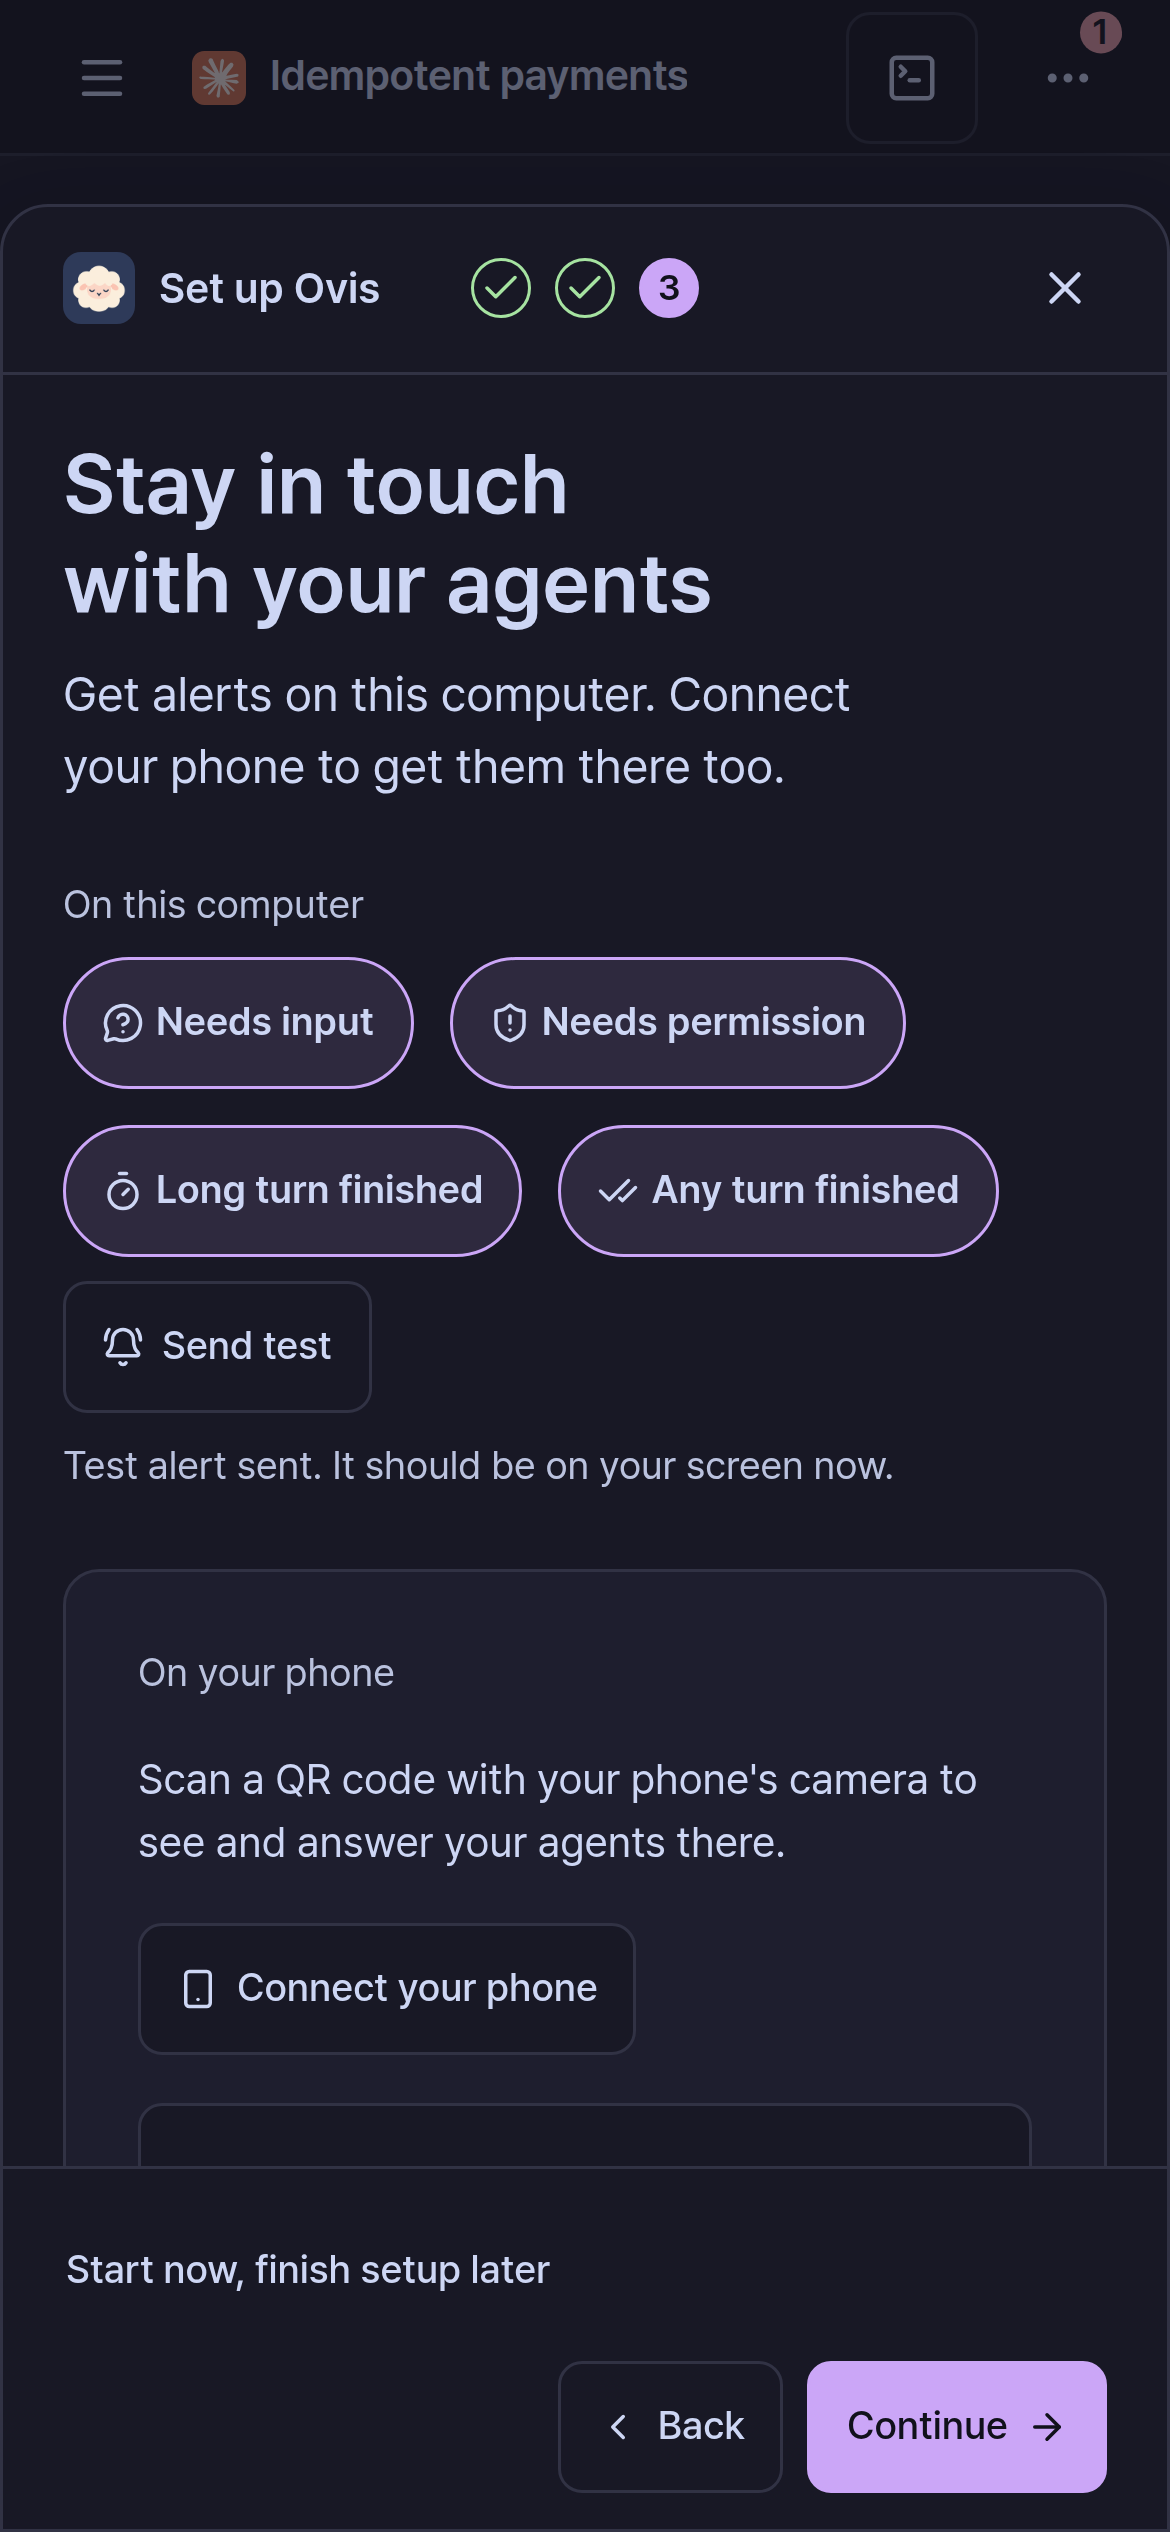 Idempotent payments
1
Set up Ovis
3
Stay in touch
with your agents
Get alerts on this computer. Connect
your phone to get them there too.
On this computer
Needs input
Needs permission
Long turn finished
Any turn finished
Send test
Test alert sent. It should be on your screen now.
On your phone
Scan a QR code with your phone's camera to
see and answer your agents there.
Connect your phone
Start now, finish setup later
Back
Continue